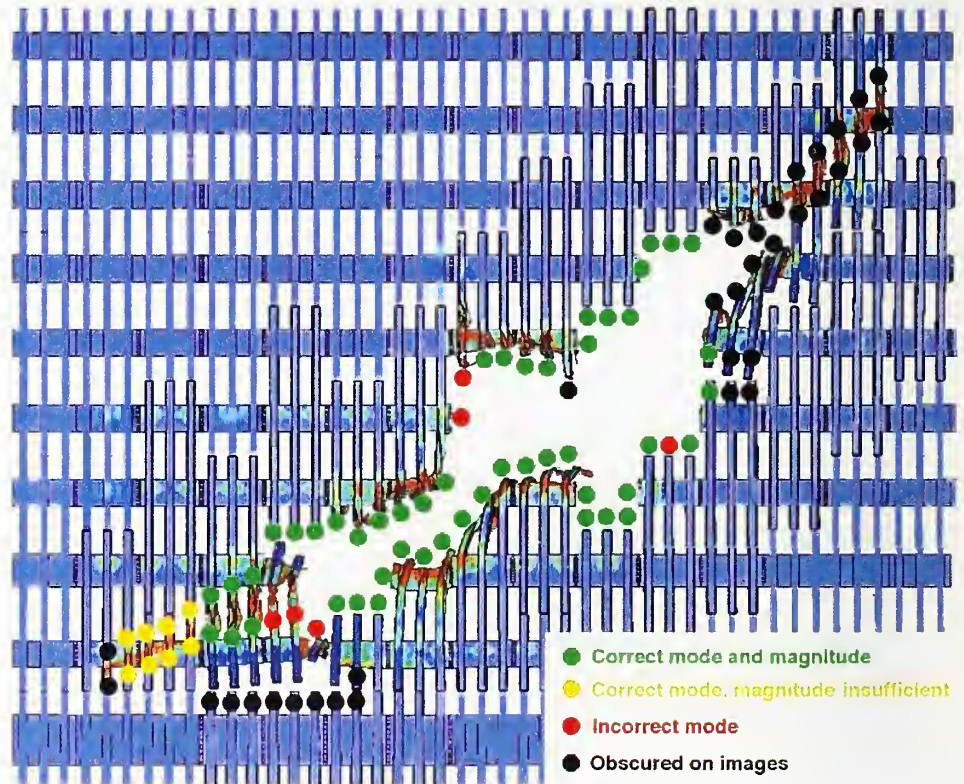 Correct mode and magnitude
Correct mode, magnitude insufficient
Incorrect mode
Obscured on images